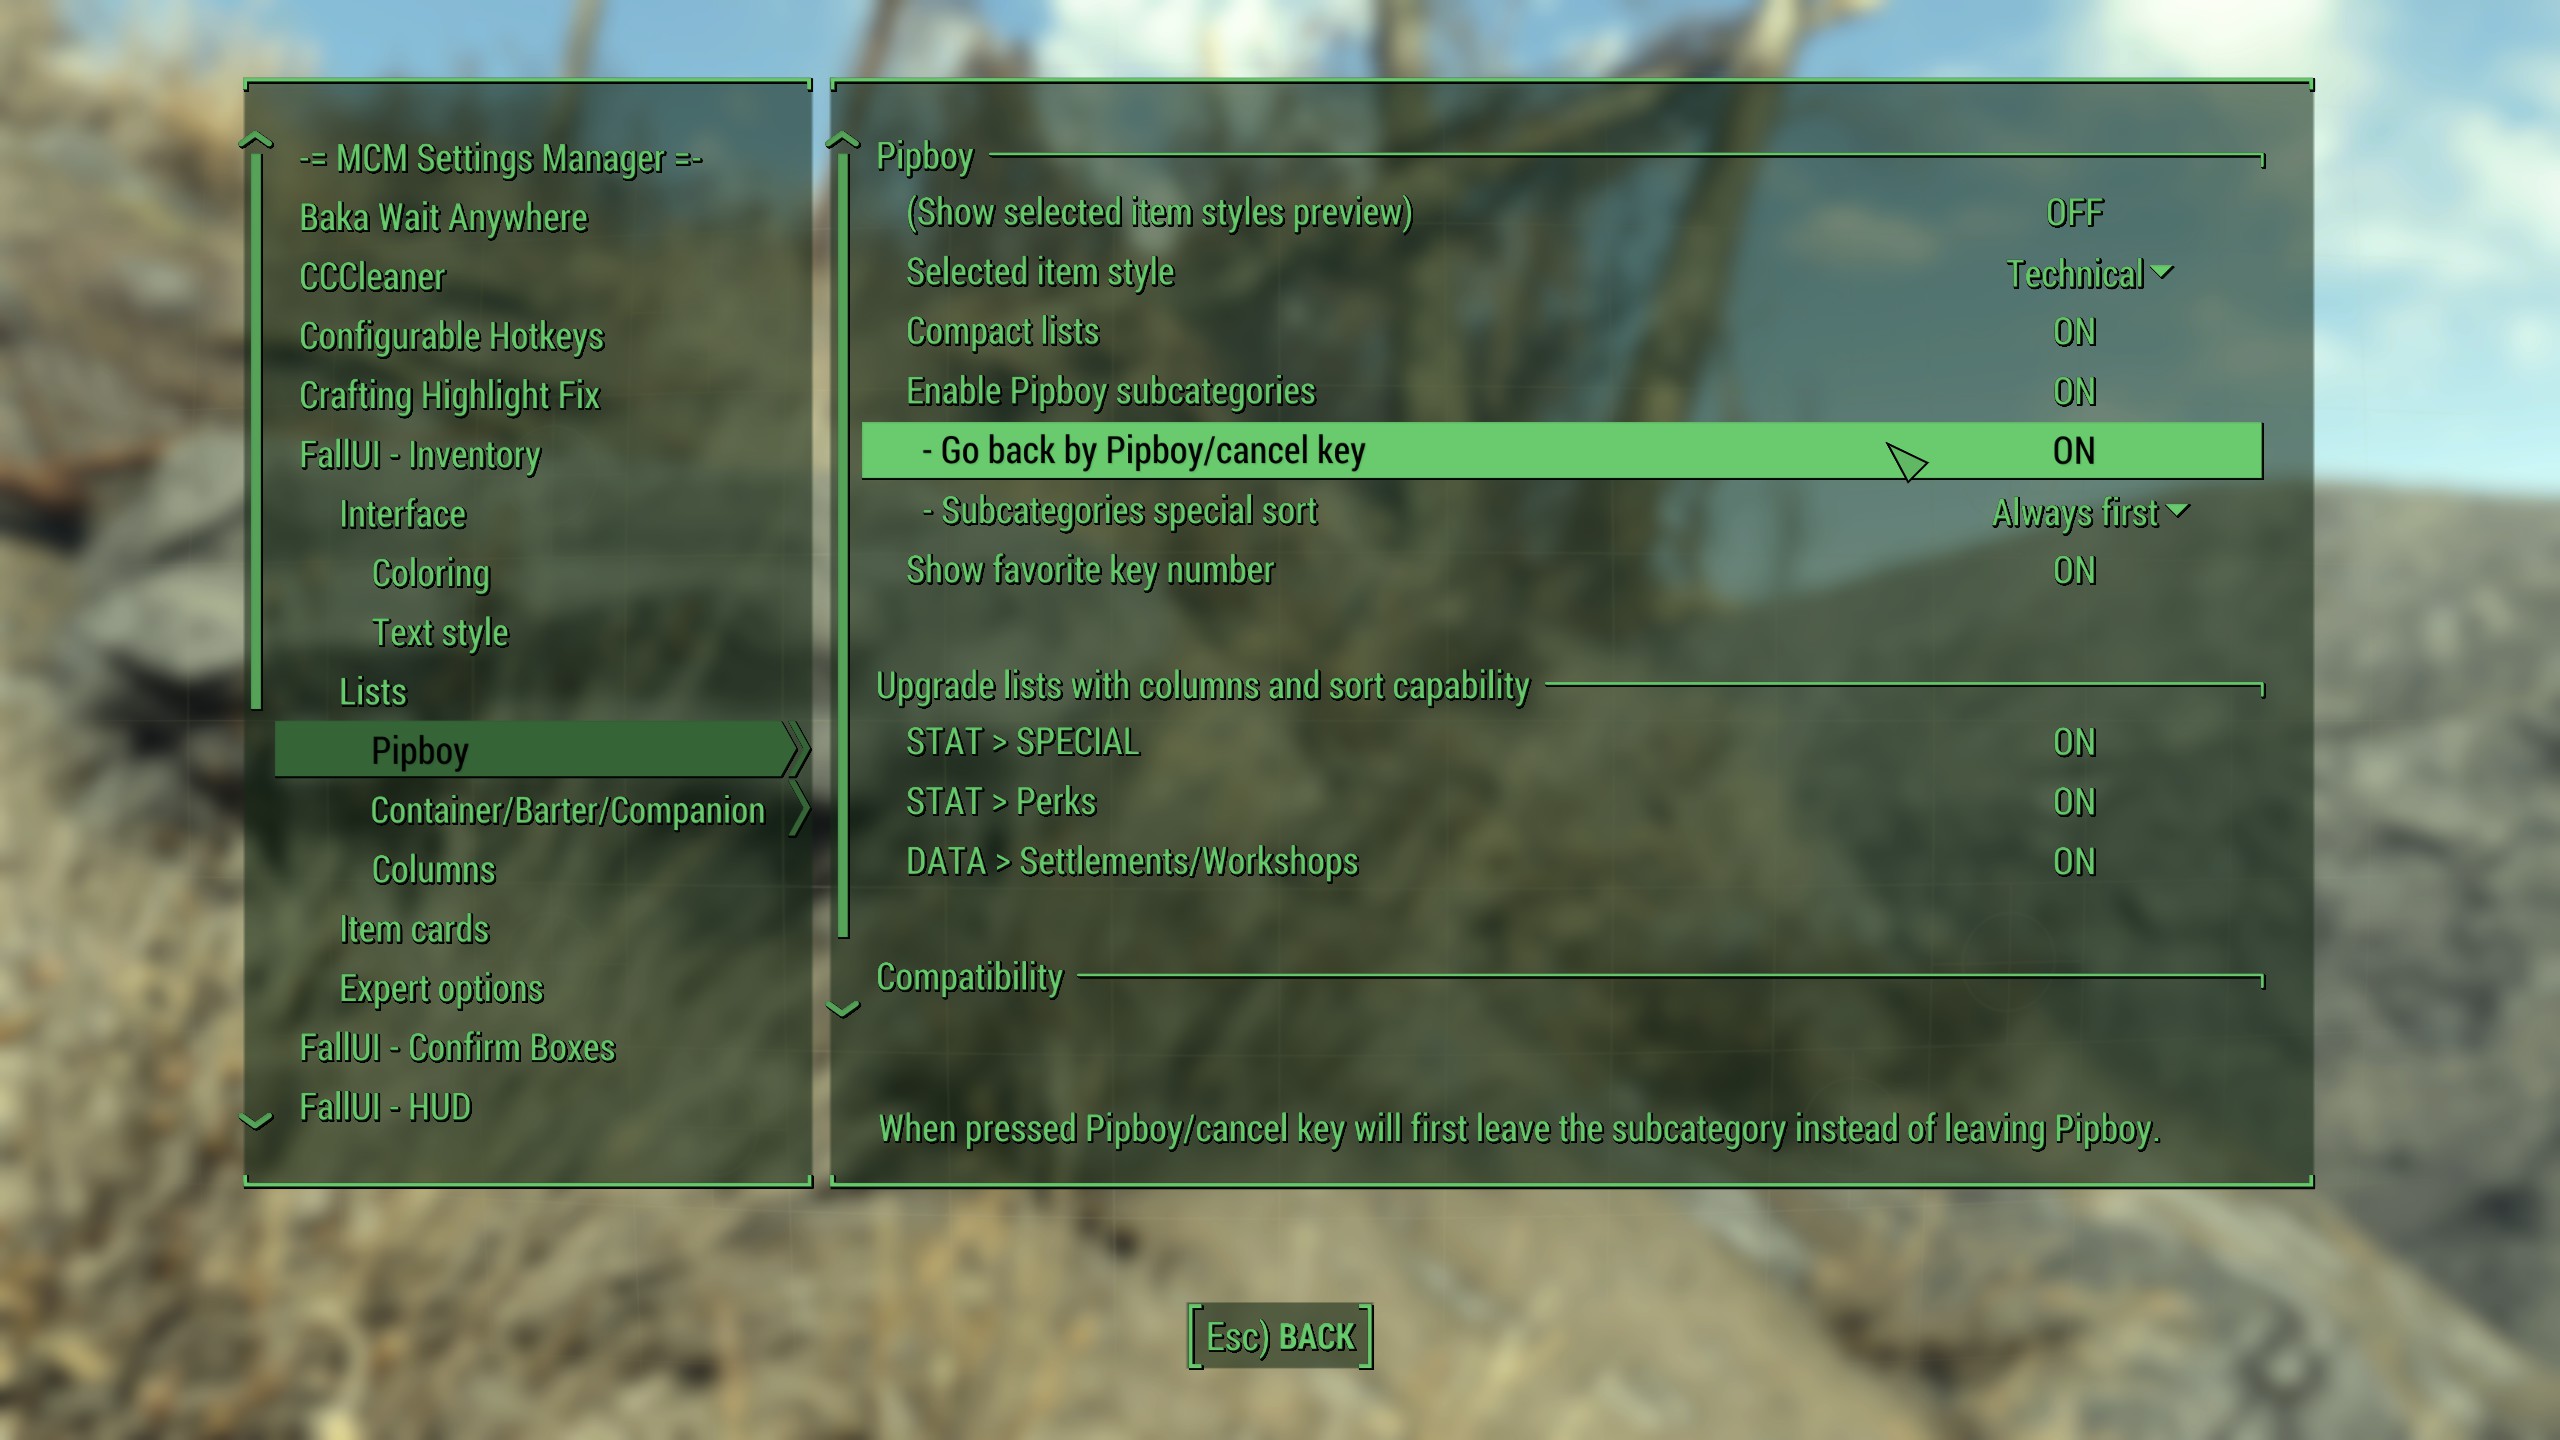 -= MCM Settings Manager =-
Baka Wait Anywhere
CCCleaner
Configurable Hotkeys
Crafting Highlight Fix
FallUI - Inventory
Interface
Coloring
Text style
Lists
Pipboy
Container/Barter/Companion
Columns
Item cards
Expert options
FallUI - Confirm Boxes
FallUI - HUD
Pipboy
(Show selected item styles preview) OFF
Selected item style Technical
Compact lists ON
Enable Pipboy subcategories ON
- Go back by Pipboy/cancel key ON
- Subcategories special sort Always first
Show favorite key number ON
Upgrade lists with columns and sort capability
STAT > SPECIAL ON
STAT > Perks ON
DATA > Settlements/Workshops ON
Compatibility
When pressed Pipboy/cancel key will first leave the subcategory instead of leaving Pipboy.
Esc) BACK